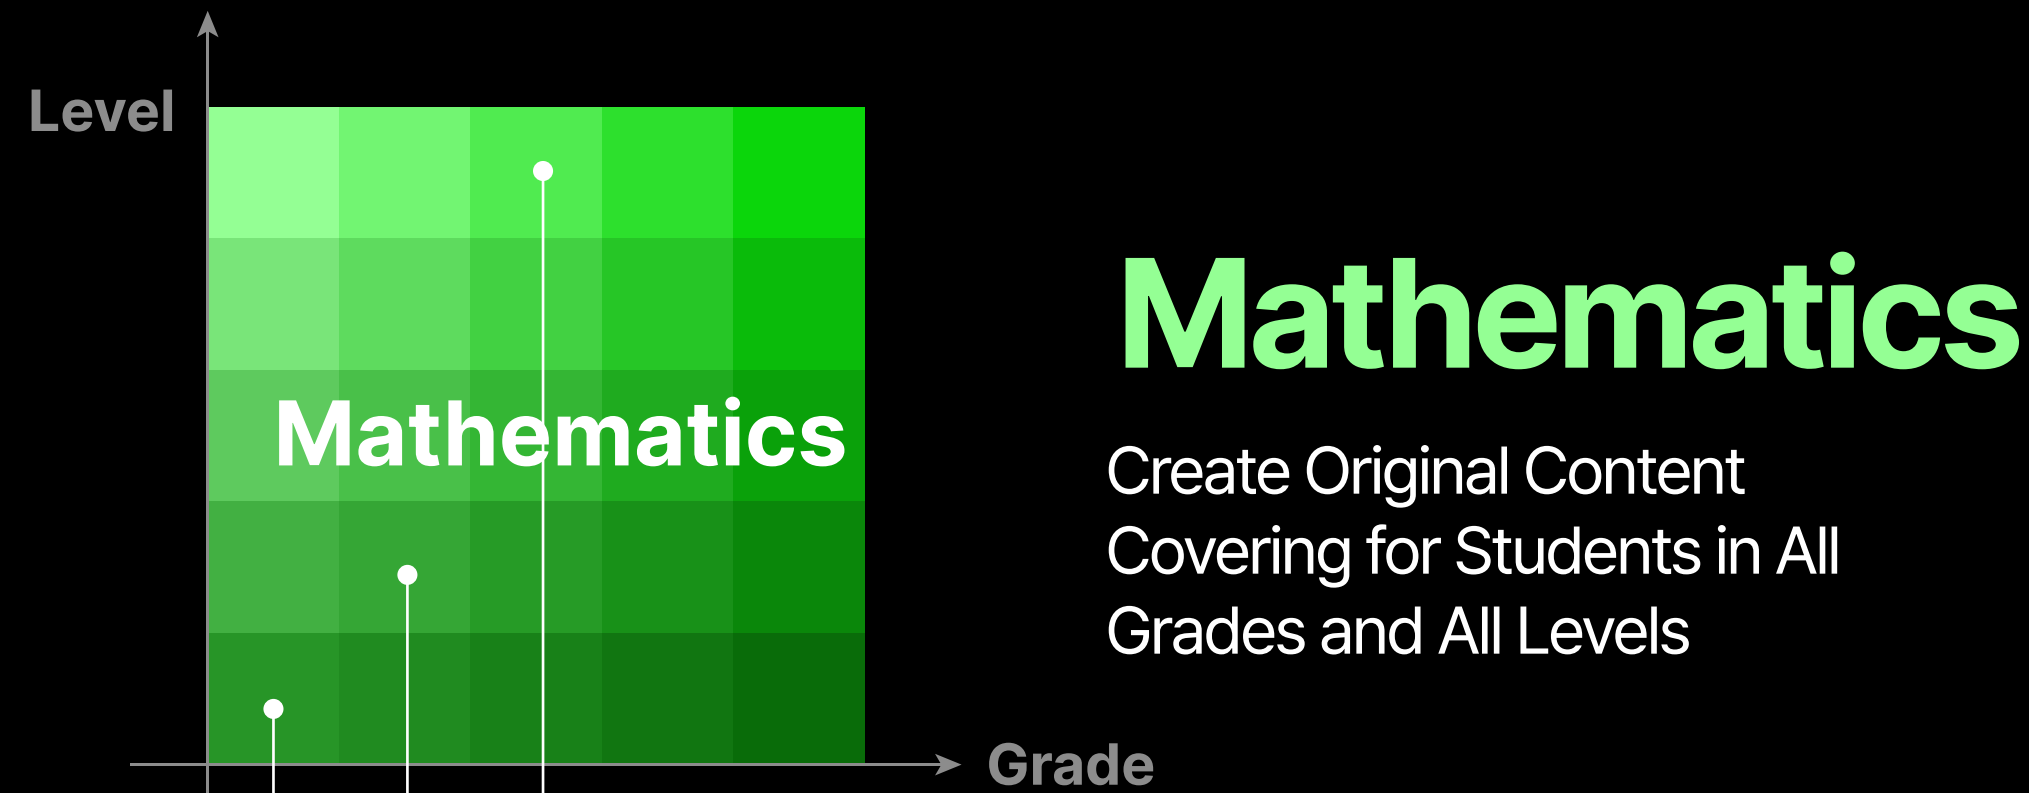 Level
Mathematics
Grade
Mathematics
Create Original Content
Covering for Students in All
Grades and All Levels